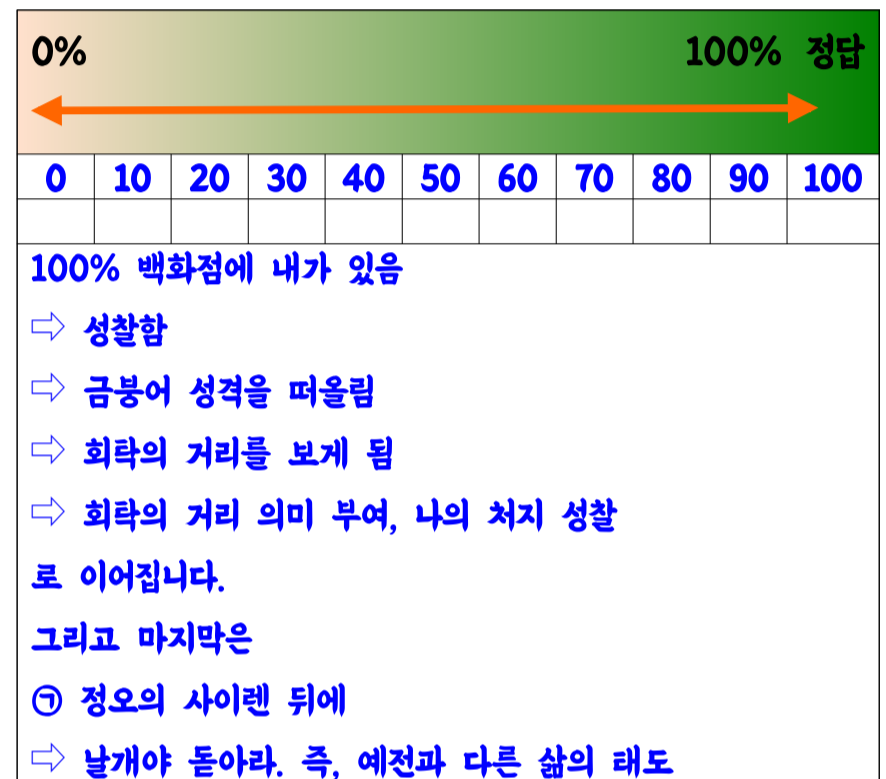 0% 100% 정답
0 10 20 30 40 50 60 70 80 90 100
100% 백화점에 내가 있음
⇨ 성찰함
⇨ 금붕어 성격을 떠올림
⇨ 회탁의 거리를 보게 됨
⇨ 회탁의 거리 의미 부여, 나의 처지 성찰
로 이어집니다.
그리고 마지막은
㉠ 정오의 사이렌 뒤에
⇨ 날개야 돋아라. 즉, 예전과 다른 삶의 태도